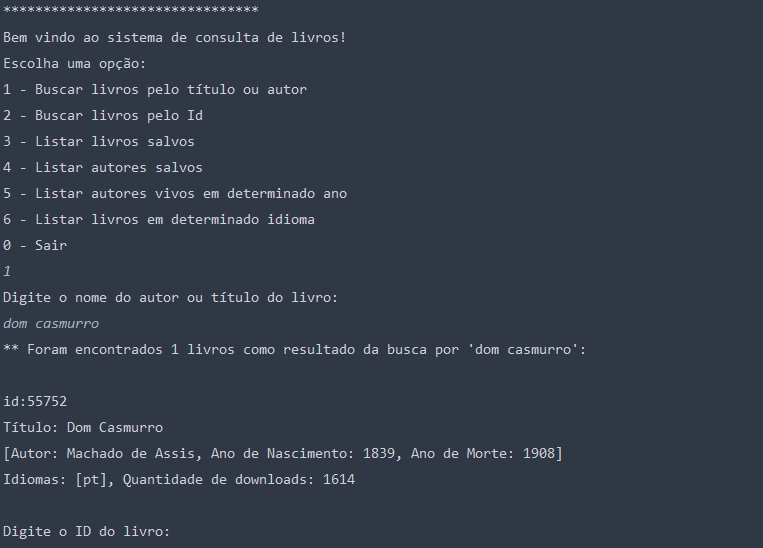 ********************************
Bem vindo ao sistema de consulta de livros!
Escolha uma opção:
1 - Buscar livros pelo título ou autor
2 - Buscar livros pelo Id
3 - Listar livros salvos
4 - Listar autores salvos
5 - Listar autores vivos em determinado ano
6 - Listar livros em determinado idioma
0 - Sair
1
Digite o nome do autor ou título do livro:
dom casmurro
** Foram encontrados 1 livros como resultado da busca por 'dom casmurro':
id:55752
Título: Dom Casmurro
[Autor: Machado de Assis, Ano de Nascimento: 1839, Ano de Morte: 1908]
Idiomas: [pt], Quantidade de downloads: 1614
Digite o ID do livro: